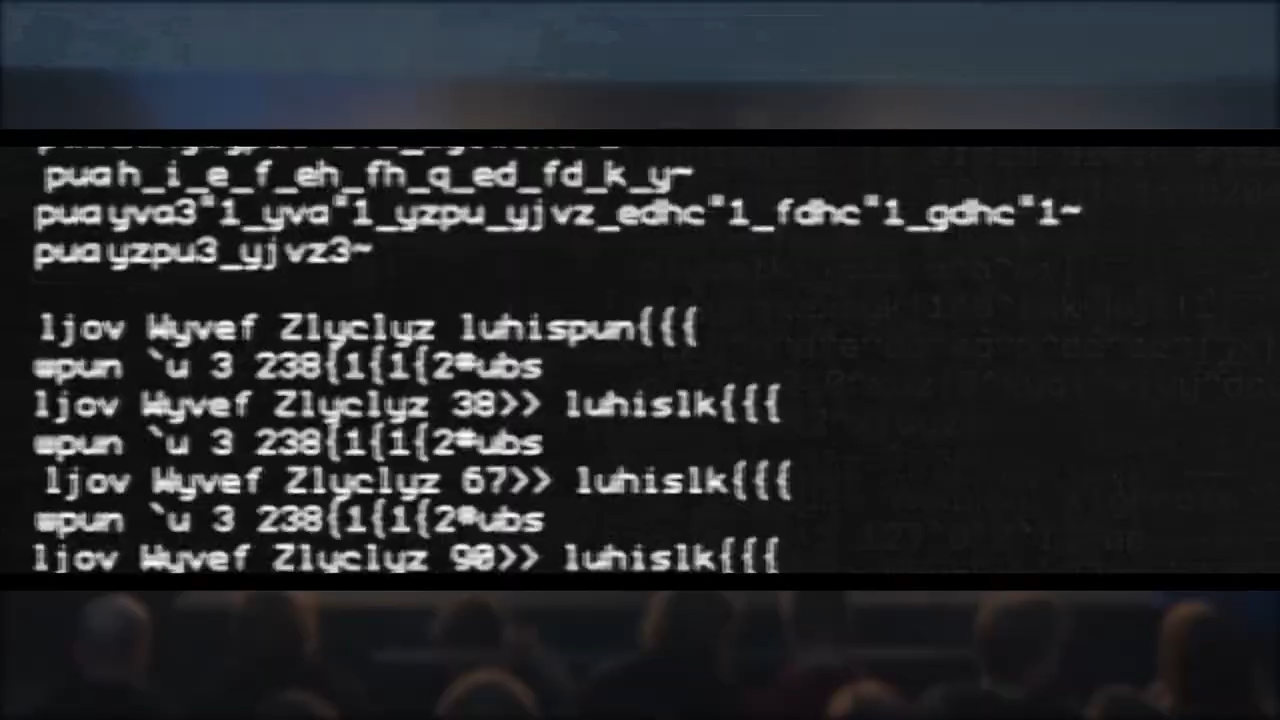 puah_i_e_f_eh_fh_q_ed_fd_k_y~
puayva3"1_yva"1_yzpu_yjvz_edhc"1_fdhc"1_gdhc"1~
puayzpu3_yjvz3~
ljov Wyvef Zlyclyz luhispun{{{
wpun `u 3 238{1{1{2#ubs
ljov Wyvef Zlyclyz 38>> luhislk{{{
wpun `u 3 238{1{1{2#ubs
ljov Wyvef Zlyclyz 67>> luhislk{{{
wpun `u 3 238{1{1{2#ubs
ljov Wyvef Zlyclyz 90>> luhislk{{{